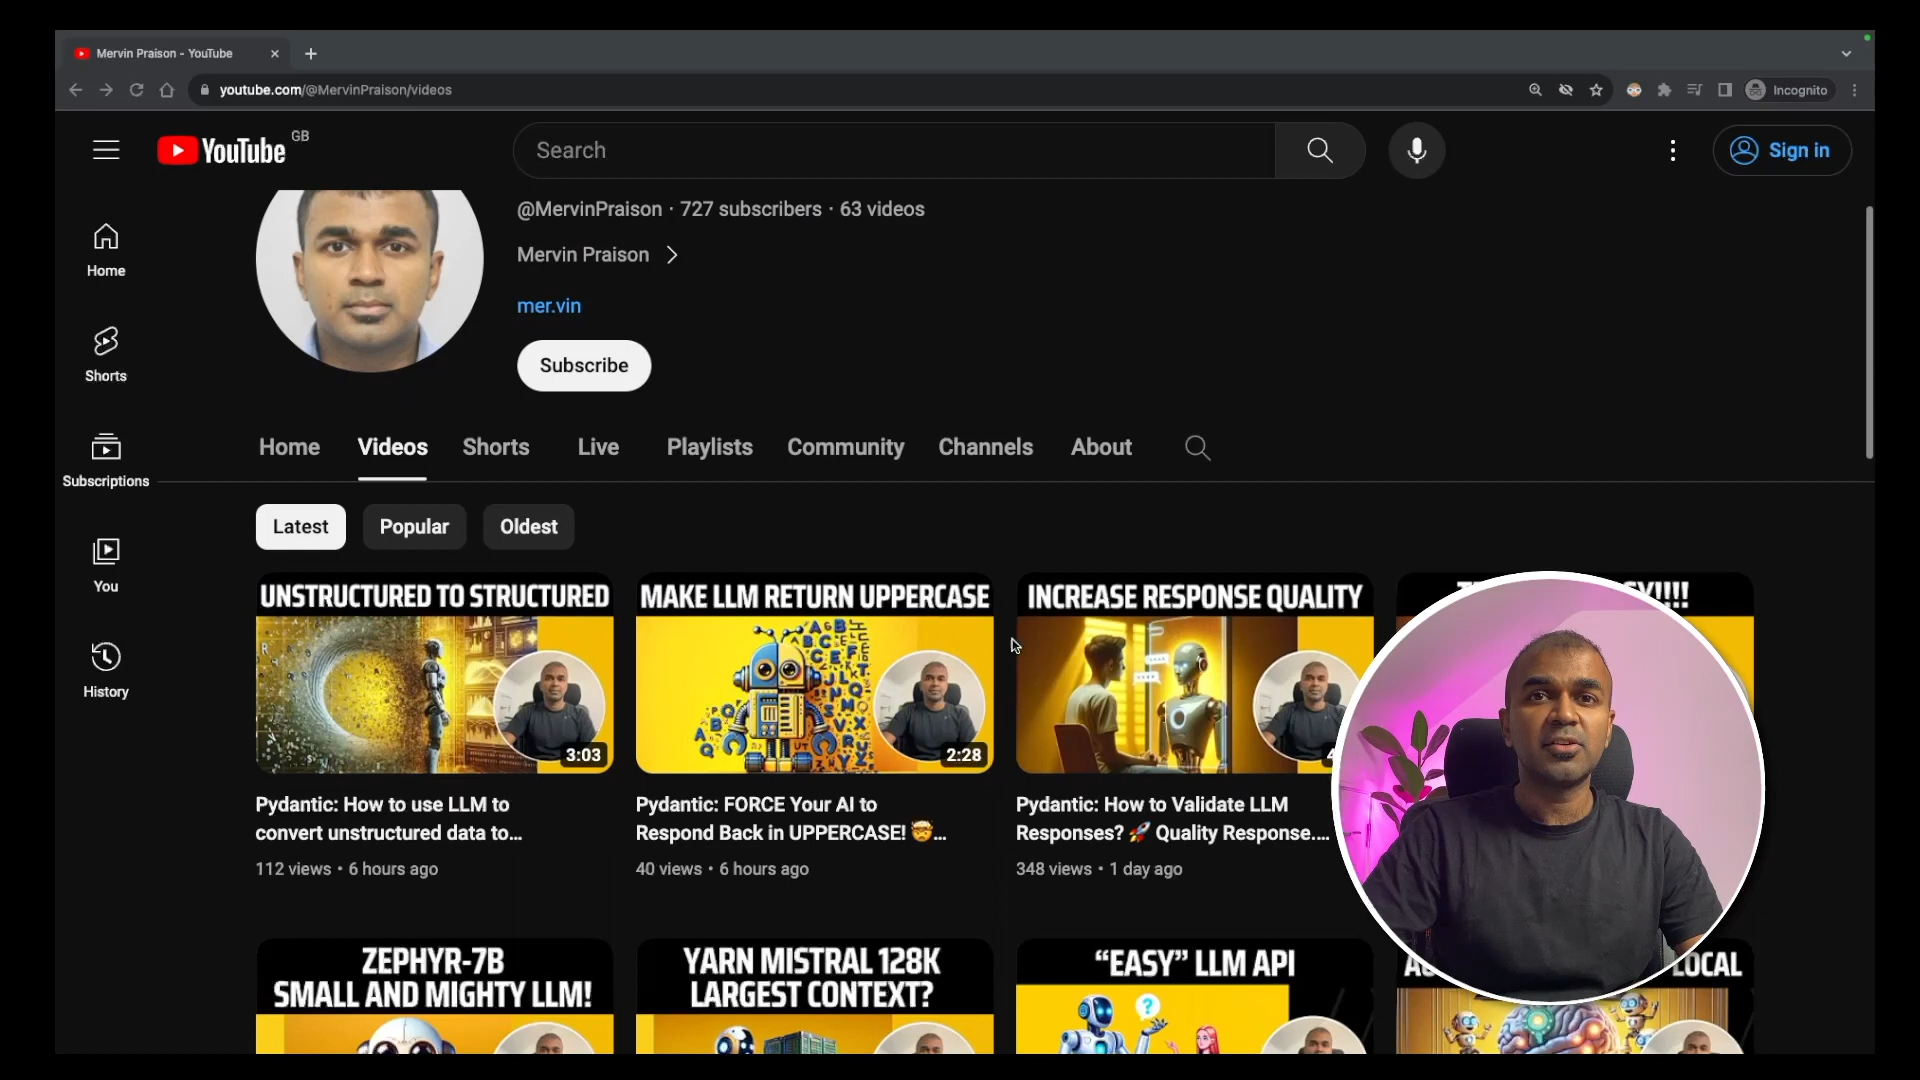 Mervin Praison - YouTube
youtube.com/@MervinPraison/videos
Incognito
YouTube GB
Search
Sign in
@MervinPraison · 727 subscribers · 63 videos
Mervin Praison
mer.vin
Subscribe
Home
Shorts
Subscriptions
You
History
Home Videos Shorts Live Playlists Community Channels About
Latest Popular Oldest
UNSTRUCTURED TO STRUCTURED
3:03
Pydantic: How to use LLM to
convert unstructured data to...
112 views • 6 hours ago
MAKE LLM RETURN UPPERCASE
2:28
Pydantic: FORCE Your AI to
Respond Back in UPPERCASE! 🤯...
40 views • 6 hours ago
INCREASE RESPONSE QUALITY
Pydantic: How to Validate LLM
Responses? 🚀 Quality Response....
348 views • 1 day ago
ZEPHYR-7B
SMALL AND MIGHTY LLM!
YARN MISTRAL 128K
LARGEST CONTEXT?
“EASY” LLM API
LOCAL